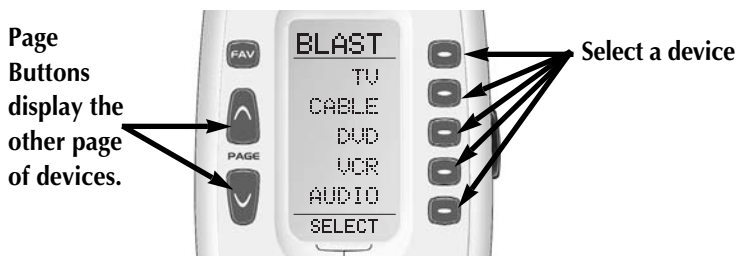 Page
Buttons
display the
other page
of devices.
FAV
PAGE
BLAST
TV
CABLE
DVD
VCR
AUDIO
SELECT
Select a device